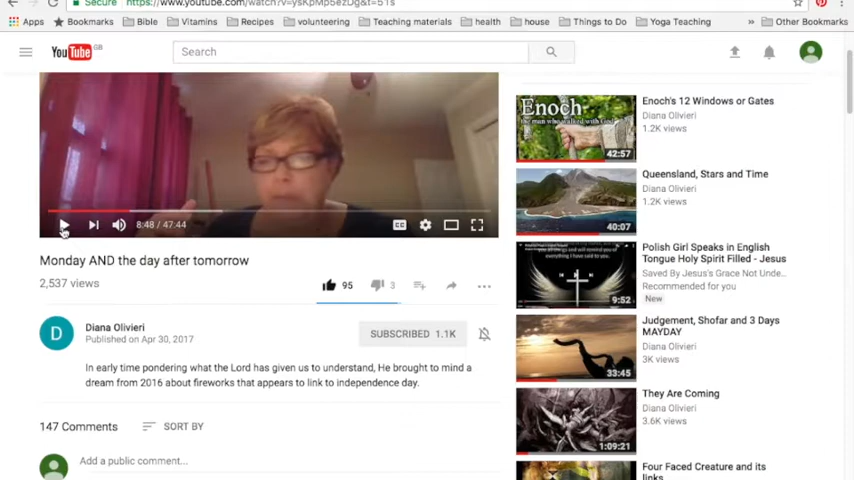 Secure https://www.youtube.com/watch?v=yskpMp5ezDg&t=51s
Apps Bookmarks Bible Vitamins Recipes volunteering Teaching materials health house Things to Do Yoga Teaching >> Other Bookmarks
YouTube GB
Search
8:48 / 47:44
CC
Monday AND the day after tomorrow
2,537 views
95 3
D
Diana Olivieri
Published on Apr 30, 2017
SUBSCRIBED 1.1K
In early time pondering what the Lord has given us to understand, He brought to mind a
dream from 2016 about fireworks that appears to link to independence day.
147 Comments SORT BY
Add a public comment...
Enoch
the man who walked with God
42:57
Enoch's 12 Windows or Gates
Diana Olivieri
1.2K views
40:07
Queensland, Stars and Time
Diana Olivieri
1.2K views
9:52
Polish Girl Speaks in English
Tongue Holy Spirit Filled - Jesus
Saved By Jesus's Grace Not Unde...
Recommended for you
New
33:45
Judgement, Shofar and 3 Days
MAYDAY
Diana Olivieri
3K views
1:09:21
They Are Coming
Diana Olivieri
3.6K views
Four Faced Creature and its
links